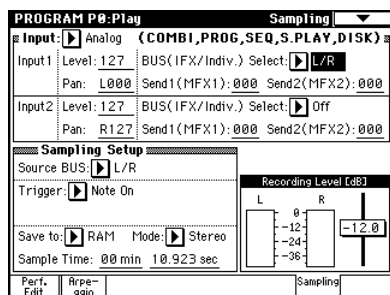 PROGRAM P0:Play Sampling
Input: Analog (COMBI,PROG,SEQ,S.PLAY,DISK)
Input1 Level: 127 BUS(IFX/Indiv.) Select: L/R
Pan: L000 Send1(MFX1): 000 Send2(MFX2): 000
Input2 Level: 127 BUS(IFX/Indiv.) Select: Off
Pan: R127 Send1(MFX1): 000 Send2(MFX2): 000
Sampling Setup
Source BUS: L/R
Trigger: Note On
Save to: RAM Mode: Stereo
Sample Time: 00 min 10.923 sec
Recording Level [dB]
L R
0
-12
-24
-36
-12.0
Perf. Edit
Arpe-ggio
Sampling